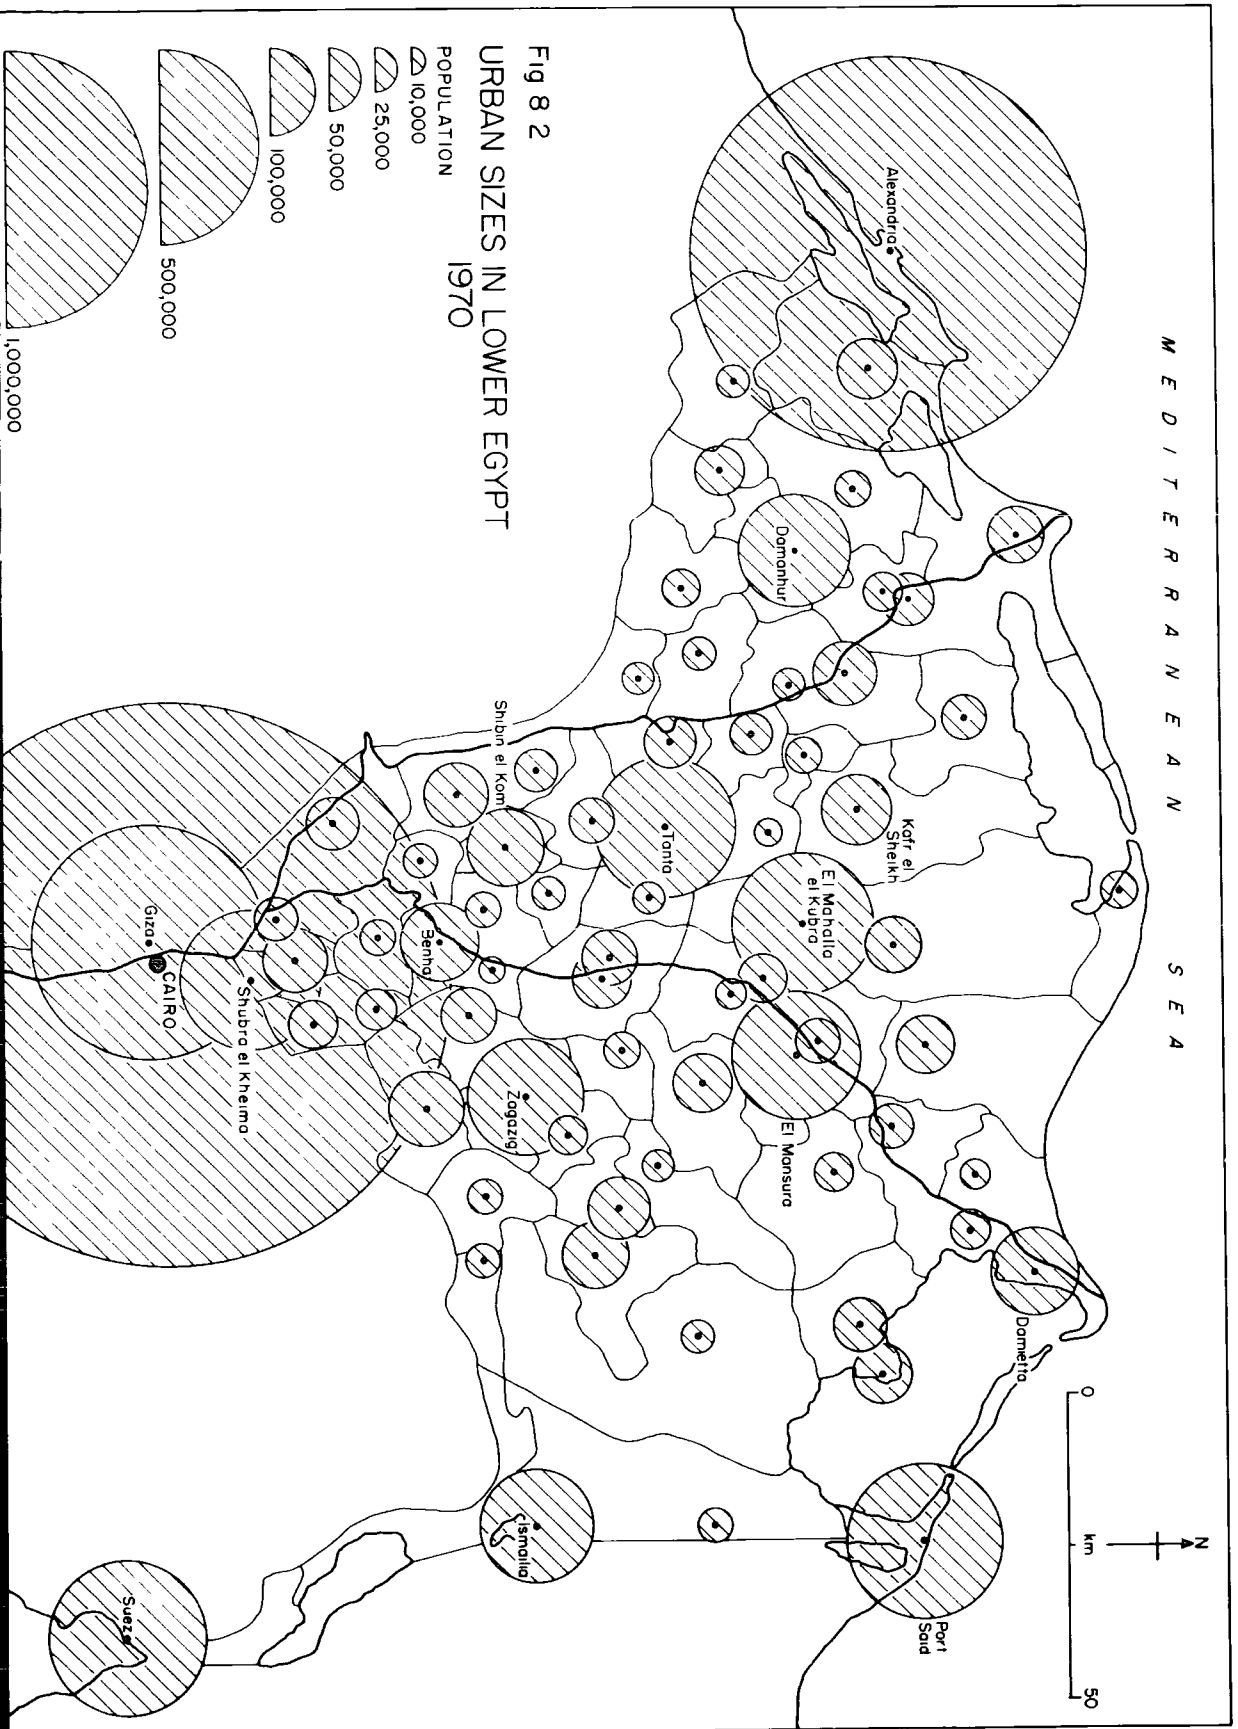 Fig 8 2
URBAN SIZES IN LOWER EGYPT
1970
POPULATION
10,000
25,000
50,000
100,000
500,000
1,000,000
MEDITERRANEAN SEA
N
0
km
50
Alexandria
Damanhur
Kafr el
Sheikh
El Mahalla
el Kubra
Tanta
Shibin el Kom
Benha
El Mansura
Damietta
Port
Said
Zagazig
Ismailia
Suez
Shubra el Kheima
Giza
CAIRO